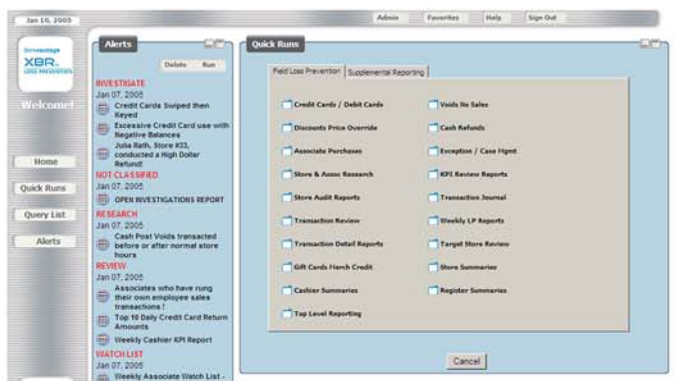 Jan 10, 2005
Admin
Favorites
Help
Sign Out
XBR
LOSS PREVENTION
Welcome!
Home
Quick Runs
Query List
Alerts
Alerts
Delete
Run
INVESTIGATE
Jan 07, 2005
Credit Cards Swiped then
Keyed
Excessive Credit Card use with
Negative Balances
Julia Rath, Store #33,
conducted a High Dollar
Refund!
NOT CLASSIFIED
Jan 07, 2005
OPEN INVESTIGATIONS REPORT
RESEARCH
Jan 07, 2005
Cash Post Voids transacted
before or after normal store
hours
REVIEW
Jan 07, 2005
Associates who have rung
their own employee sales
transactions !
Top 10 Daily Credit Card Return
Amounts
Weekly Cashier KPI Report
WATCH LIST
Jan 07, 2005
Weekly Associate Watch List -
Quick Runs
Field Loss Prevention
Supplemental Reporting
Credit Cards / Debit Cards
Voids No Sales
Discounts Price Override
Cash Refunds
Associate Purchases
Exception / Case Mgmt
Store & Assoc Research
KPI Review Reports
Store Audit Reports
Transaction Journal
Transaction Review
Weekly LP Reports
Transaction Detail Reports
Target Store Review
Gift Cards Merch Credit
Store Summaries
Cashier Summaries
Register Summaries
Top Level Reporting
Cancel